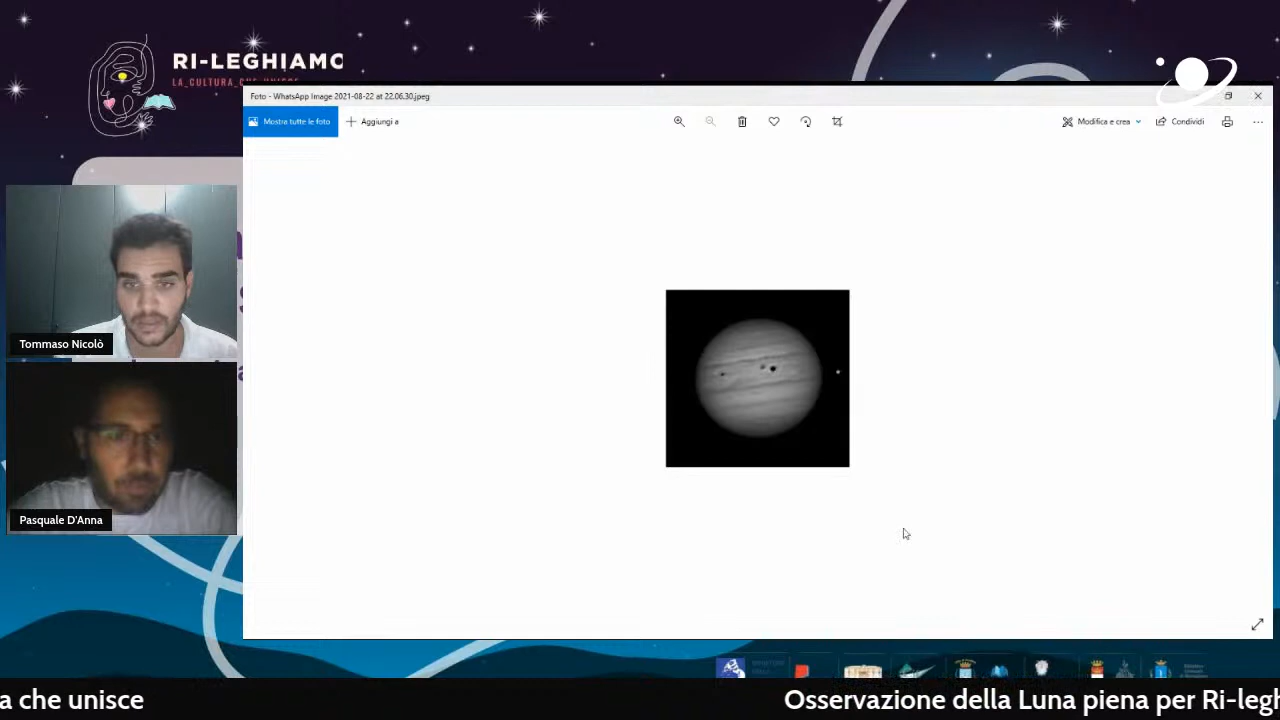 RI-LEGHIAMO
LA_CULTURA_CHE_UNISCE
Foto - WhatsApp Image 2021-08-22 at 22.06.30.jpeg
Mostra tutte le foto
Aggiungi a
Modifica e crea
Condividi
Tommaso Nicolò
Pasquale D'Anna
a che unisce
Osservazione della Luna piena per Ri-legh